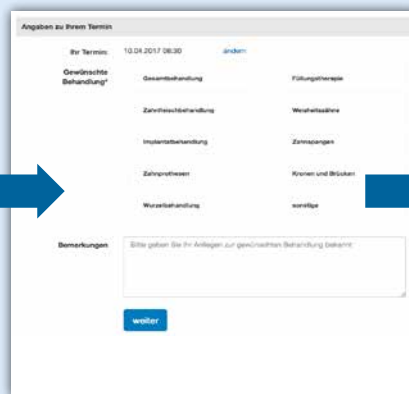 Angaben zu Ihrem Termin
Ihr Termin: 10.04.2017 08:30 ändern
Gewünschte Behandlung*
Gesamtbehandlung Füllungstherapie
Zahnfleischbehandlung Weisheitszähne
Implantatbehandlung Zahnspangen
Zahnprothesen Kronen und Brücken
Wurzelbehandlung sonstige
Bemerkungen Bitte geben Sie Ihr Anliegen zur gewünschten Behandlung bekannt
weiter